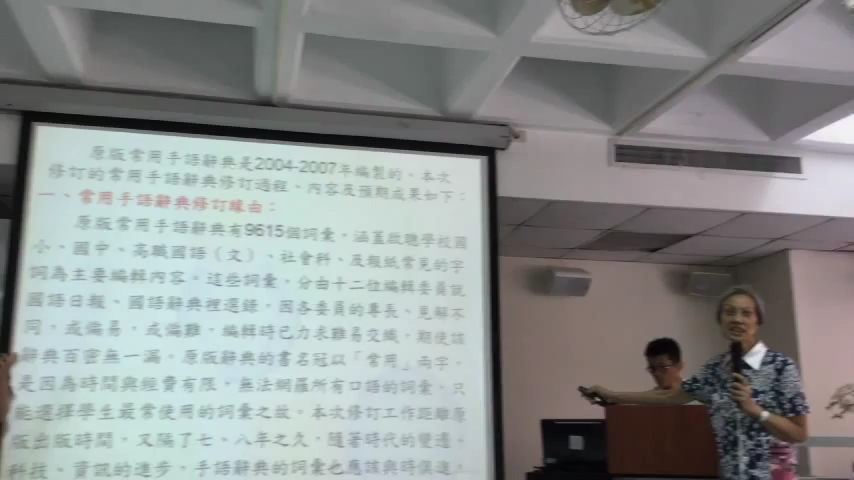 原版常用手語辭典是2004-2007年編製的。本次
修訂的常用手語辭典修訂過程、內容及預期成果如下：
一、常用手語辭典修訂緣由：
原版常用手語辭典有9615個詞彙，涵蓋啟聰學校國
小、國中、高職國語（文）、社會科、及報紙常見的字
詞為主要編輯內容。這些詞彙，分由十二位編輯委員就
國語日報、國語辭典裡選錄，因各委員的專長、見解不
同，或偏易，或偏難，編輯時已力求難易交織，期使該
辭典百密無一漏。原版辭典的書名冠以「常用」兩字，
是因為時間與經費有限，無法網羅所有口語的詞彙，只
能選擇學生最常使用的詞彙之故。本次修訂工作距離原
版出版時間，又隔了七、八年之久，隨著時代的變遷，
科技、資訊的進步，手語辭典的詞彙也應該與時俱進，